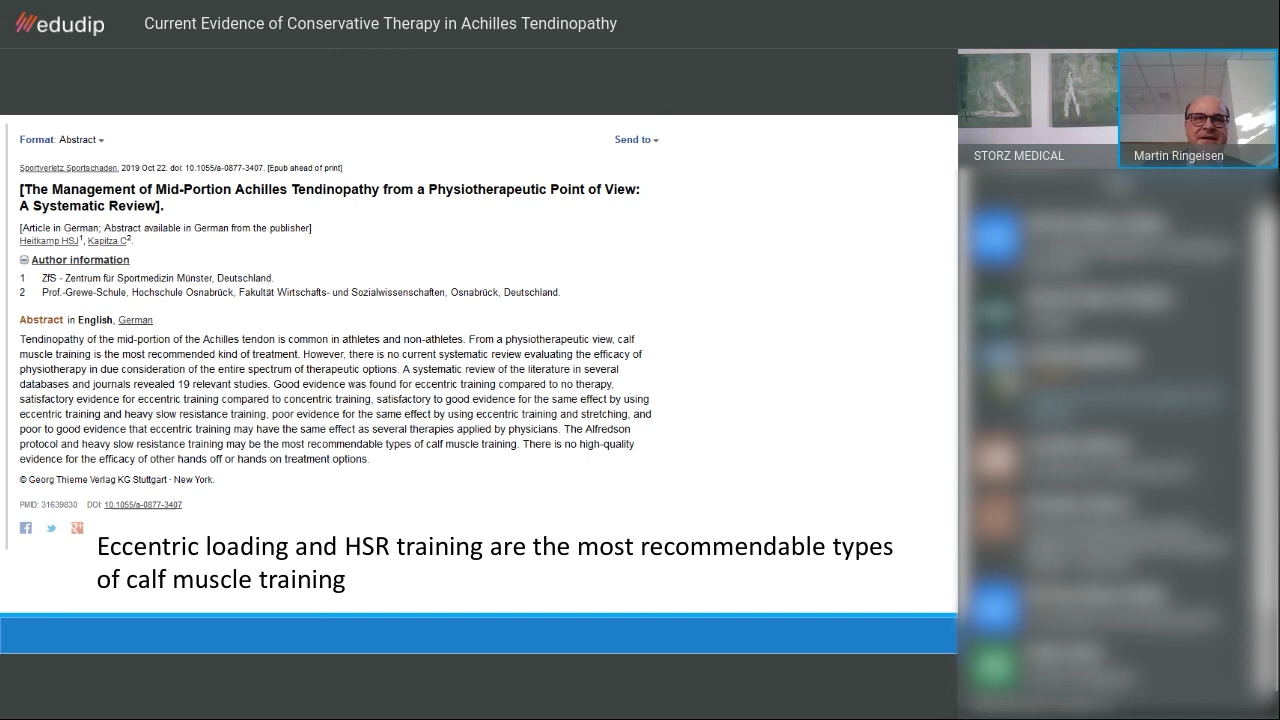 edudip
Current Evidence of Conservative Therapy in Achilles Tendinopathy
STORZ MEDICAL
Martin Ringeisen
Format: Abstract
Send to
Sportverletz Sportschaden. 2019 Oct 22. doi: 10.1055/a-0877-3407. [Epub ahead of print]
[The Management of Mid-Portion Achilles Tendinopathy from a Physiotherapeutic Point of View:
A Systematic Review].
[Article in German; Abstract available in German from the publisher]
Heitkamp HSJ1, Kapitza C2.
Author information
1 ZfS - Zentrum für Sportmedizin Münster, Deutschland.
2 Prof.-Grewe-Schule, Hochschule Osnabrück, Fakultät Wirtschafts- und Sozialwissenschaften, Osnabrück, Deutschland.
Abstract in English, German
Tendinopathy of the mid-portion of the Achilles tendon is common in athletes and non-athletes. From a physiotherapeutic view, calf
muscle training is the most recommended kind of treatment. However, there is no current systematic review evaluating the efficacy of
physiotherapy in due consideration of the entire spectrum of therapeutic options. A systematic review of the literature in several
databases and journals revealed 19 relevant studies. Good evidence was found for eccentric training compared to no therapy,
satisfactory evidence for eccentric training compared to concentric training, satisfactory to good evidence for the same effect by using
eccentric training and heavy slow resistance training, poor evidence for the same effect by using eccentric training and stretching, and
poor to good evidence that eccentric training may have the same effect as several therapies applied by physicians. The Alfredson
protocol and heavy slow resistance training may be the most recommendable types of calf muscle training. There is no high-quality
evidence for the efficacy of other hands off or hands on treatment options.
© Georg Thieme Verlag KG Stuttgart · New York.
PMID: 31639830 DOI: 10.1055/a-0877-3407
Eccentric loading and HSR training are the most recommendable types
of calf muscle training